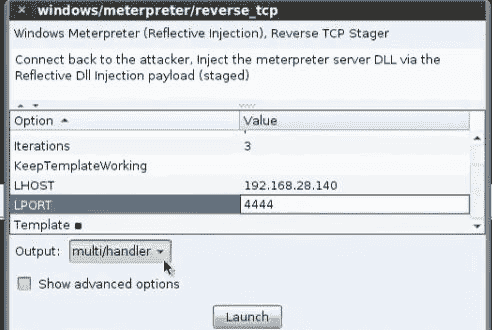 windows/meterpreter/reverse_tcp
Windows Meterpreter (Reflective Injection), Reverse TCP Stager
Connect back to the attacker, Inject the meterpreter server DLL via the
Reflective Dll Injection payload (staged)
Option Value
Iterations 3
KeepTemplateWorking
LHOST 192.168.28.140
LPORT 4444
Template
Output: multi/handler
Show advanced options
Launch